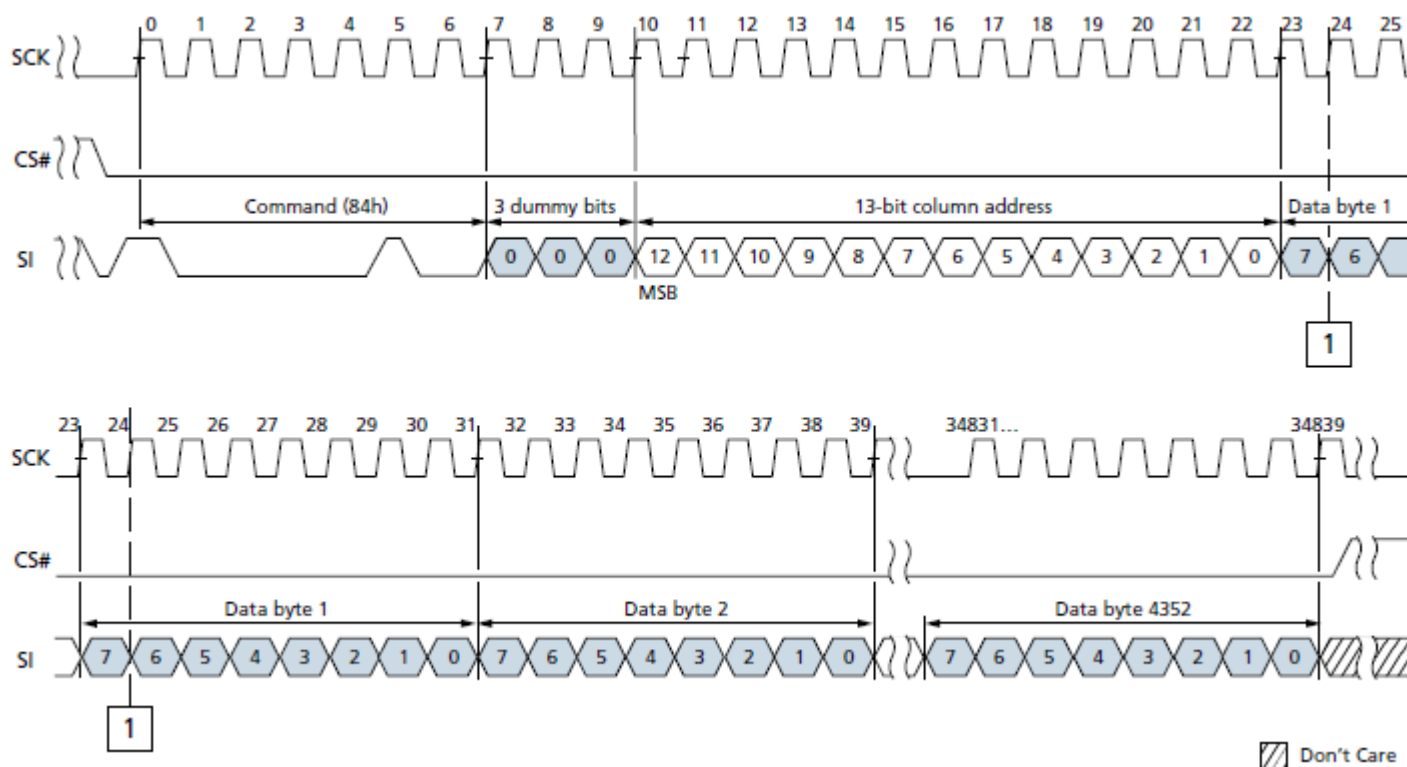 0 1 2 3 4 5 6 7 8 9 10 11 12 13 14 15 16 17 18 19 20 21 22 23 24 25
SCK
CS#
Command (84h) 3 dummy bits 13-bit column address Data byte 1
SI 0 0 0 12 11 10 9 8 7 6 5 4 3 2 1 0 7 6
MSB
1
23 24 25 26 27 28 29 30 31 32 33 34 35 36 37 38 39 34831... 34839
SCK
CS#
Data byte 1 Data byte 2 Data byte 4352
SI 7 6 5 4 3 2 1 0 7 6 5 4 3 2 1 0 7 6 5 4 3 2 1 0
1
Don't Care